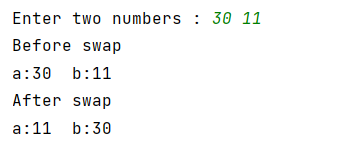 Enter two numbers : 30 11
Before swap
a:30  b:11
After swap
a:11  b:30